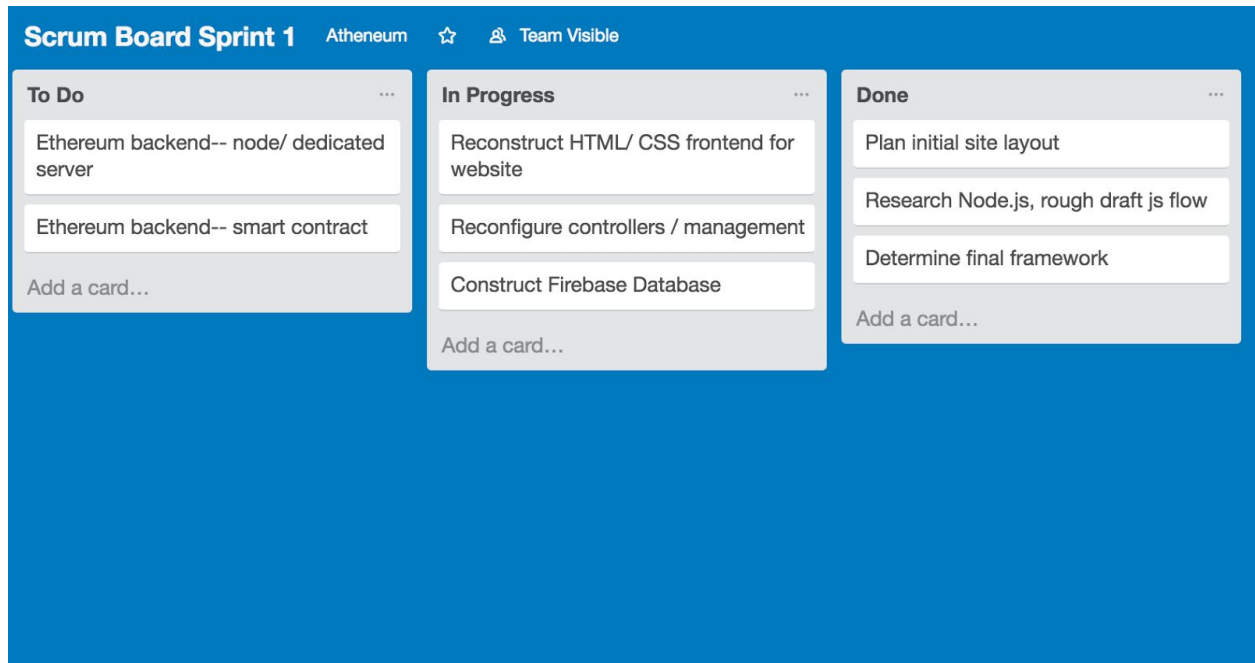 Scrum Board Sprint 1 Atheneum Team Visible
To Do ...
Ethereum backend-- node/ dedicated
server
Ethereum backend-- smart contract
Add a card...
In Progress ...
Reconstruct HTML/ CSS frontend for
website
Reconfigure controllers / management
Construct Firebase Database
Add a card...
Done ...
Plan initial site layout
Research Node.js, rough draft js flow
Determine final framework
Add a card...